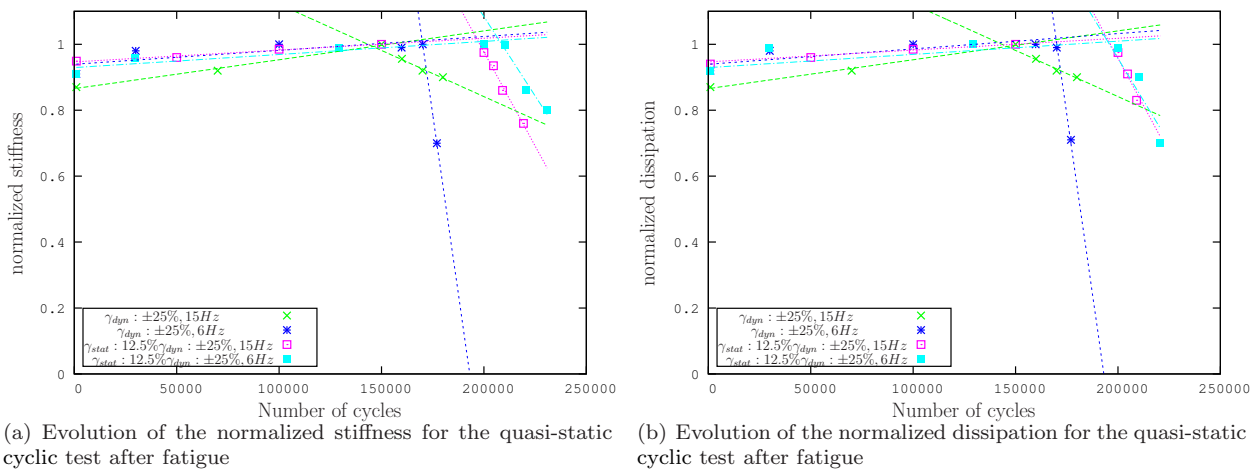 1
0.8
0.6
0.4
0.2
0
0
50000
100000
150000
200000
250000
normalized stiffness
Number of cycles
γdyn : ±25%, 15Hz
γdyn : ±25%, 6Hz
γstat : 12.5%γdyn : ±25%, 15Hz
γstat : 12.5%γdyn : ±25%, 6Hz
(a) Evolution of the normalized stiffness for the quasi-static
cyclic test after fatigue
1
0.8
0.6
0.4
0.2
0
0
50000
100000
150000
200000
250000
normalized dissipation
Number of cycles
γdyn : ±25%, 15Hz
γdyn : ±25%, 6Hz
γstat : 12.5%γdyn : ±25%, 15Hz
γstat : 12.5%γdyn : ±25%, 6Hz
(b) Evolution of the normalized dissipation for the quasi-static
cyclic test after fatigue